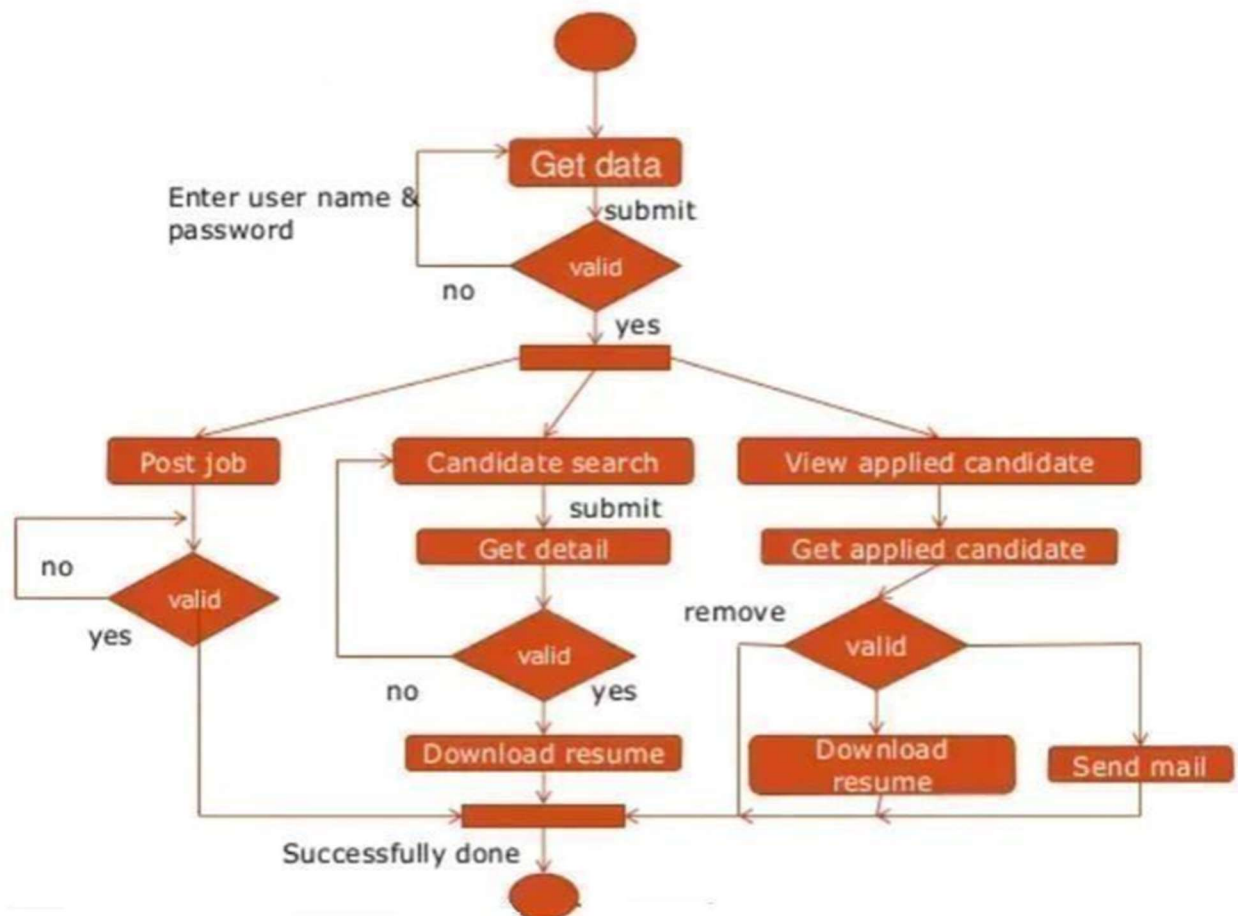 Get data
Enter user name &
password
submit
valid
no
yes
Post job
Candidate search
View applied candidate
submit
Get detail
Get applied candidate
no
valid
yes
remove
valid
valid
no
yes
Download resume
Download
resume
Send mail
Successfully done